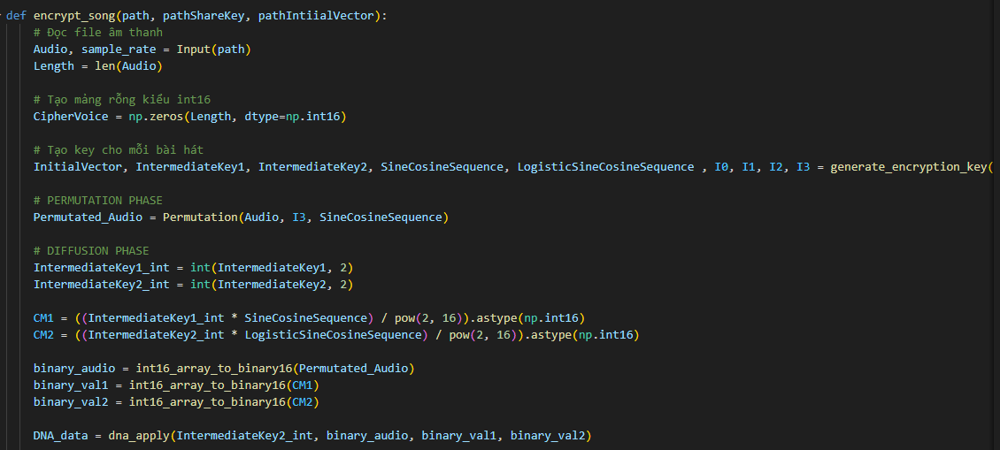 def encrypt_song(path, pathShareKey, pathIntiialVector):
# Đọc file âm thanh
Audio, sample_rate = Input(path)
Length = len(Audio)
# Tạo mảng rỗng kiểu int16
CipherVoice = np.zeros(Length, dtype=np.int16)
# Tạo key cho mỗi bài hát
InitialVector, IntermediateKey1, IntermediateKey2, SineCosineSequence, LogisticSineCosineSequence , I0, I1, I2, I3 = generate_encryption_key(
# PERMUTATION PHASE
Permutated_Audio = Permutation(Audio, I3, SineCosineSequence)
# DIFFUSION PHASE
IntermediateKey1_int = int(IntermediateKey1, 2)
IntermediateKey2_int = int(IntermediateKey2, 2)
CM1 = ((IntermediateKey1_int * SineCosineSequence) / pow(2, 16)).astype(np.int16)
CM2 = ((IntermediateKey2_int * LogisticSineCosineSequence) / pow(2, 16)).astype(np.int16)
binary_audio = int16_array_to_binary16(Permutated_Audio)
binary_val1 = int16_array_to_binary16(CM1)
binary_val2 = int16_array_to_binary16(CM2)
DNA_data = dna_apply(IntermediateKey2_int, binary_audio, binary_val1, binary_val2)